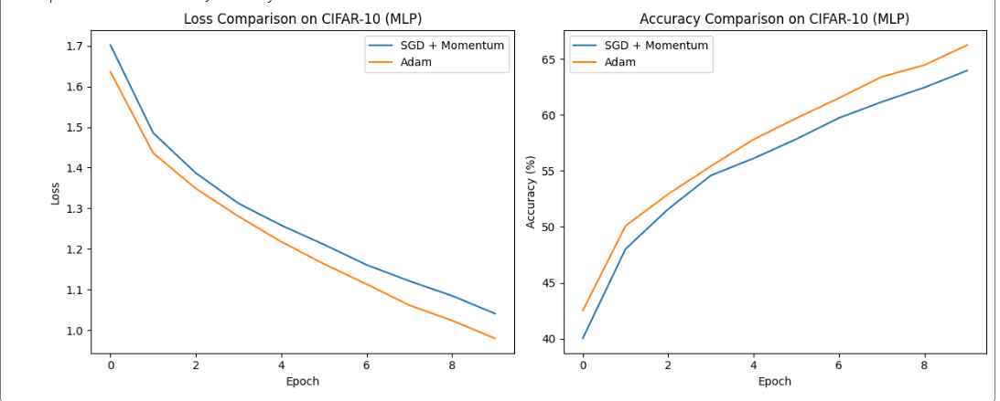 Loss Comparison on CIFAR-10 (MLP)
SGD + Momentum
Adam
1.7
1.6
1.5
1.4
1.3
1.2
1.1
1.0
Loss
0 2 4 6 8
Epoch
Accuracy Comparison on CIFAR-10 (MLP)
SGD + Momentum
Adam
65
60
55
50
45
40
Accuracy (%)
0 2 4 6 8
Epoch